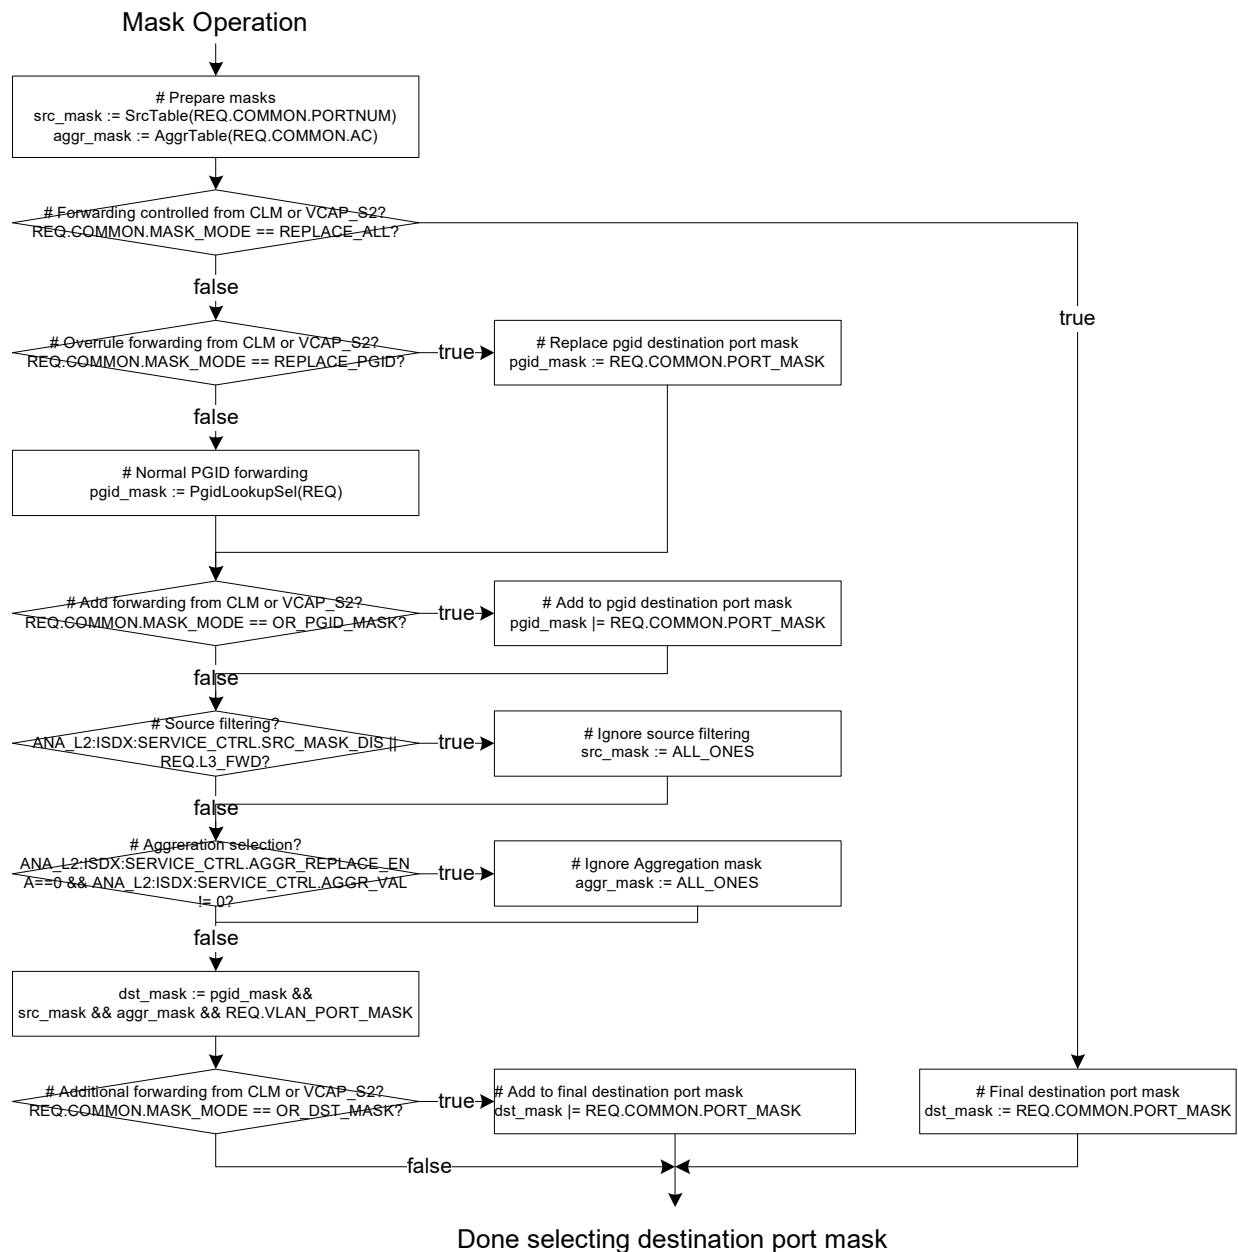 Mask Operation
# Prepare masks
src_mask := SrcTable(REQ.COMMON.PORTNUM)
aggr_mask := AggrTable(REQ.COMMON.AC)
# Forwarding controlled from CLM or VCAP_S2?
REQ.COMMON.MASK_MODE == REPLACE_ALL?
false
true
# Overrule forwarding from CLM or VCAP_S2?
REQ.COMMON.MASK_MODE == REPLACE_PGID?
true
# Replace pgid destination port mask
pgid_mask := REQ.COMMON.PORT_MASK
false
# Normal PGID forwarding
pgid_mask := PgidLookupSel(REQ)
# Add forwarding from CLM or VCAP_S2?
REQ.COMMON.MASK_MODE == OR_PGID_MASK?
true
# Add to pgid destination port mask
pgid_mask |= REQ.COMMON.PORT_MASK
false
# Source filtering?
ANA_L2:ISDX:SERVICE_CTRL.SRC_MASK_DIS ||
REQ.L3_FWD?
true
# Ignore source filtering
src_mask := ALL_ONES
false
# Aggreration selection?
ANA_L2:ISDX:SERVICE_CTRL.AGGR_REPLACE_EN
A==0 && ANA_L2:ISDX:SERVICE_CTRL.AGGR_VAL
!= 0?
true
# Ignore Aggregation mask
aggr_mask := ALL_ONES
false
dst_mask := pgid_mask &&
src_mask && aggr_mask && REQ.VLAN_PORT_MASK
# Additional forwarding from CLM or VCAP_S2?
REQ.COMMON.MASK_MODE == OR_DST_MASK?
true
# Add to final destination port mask
dst_mask |= REQ.COMMON.PORT_MASK
# Final destination port mask
dst_mask := REQ.COMMON.PORT_MASK
false
Done selecting destination port mask